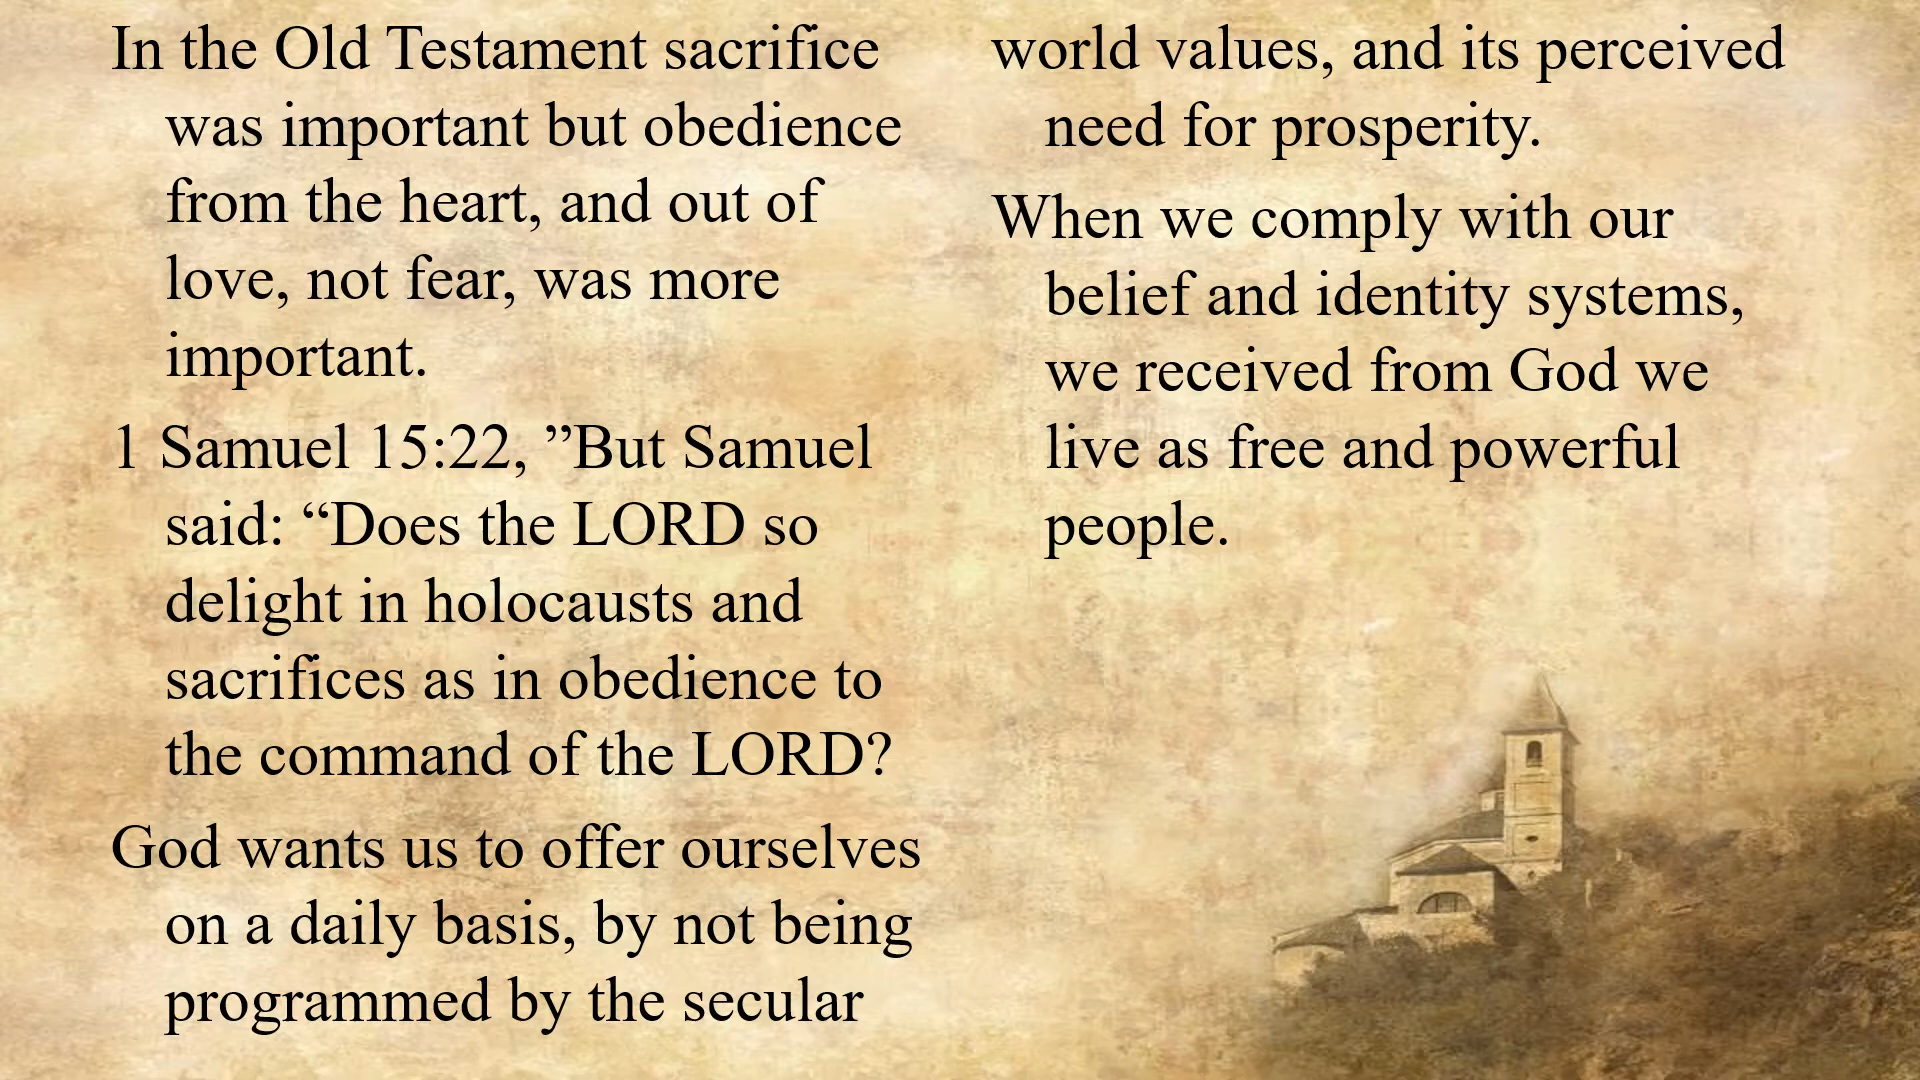 In the Old Testament sacrifice
was important but obedience
from the heart, and out of
love, not fear, was more
important.
1 Samuel 15:22, ”But Samuel
said: “Does the LORD so
delight in holocausts and
sacrifices as in obedience to
the command of the LORD?
God wants us to offer ourselves
on a daily basis, by not being
programmed by the secular
world values, and its perceived
need for prosperity.
When we comply with our
belief and identity systems,
we received from God we
live as free and powerful
people.